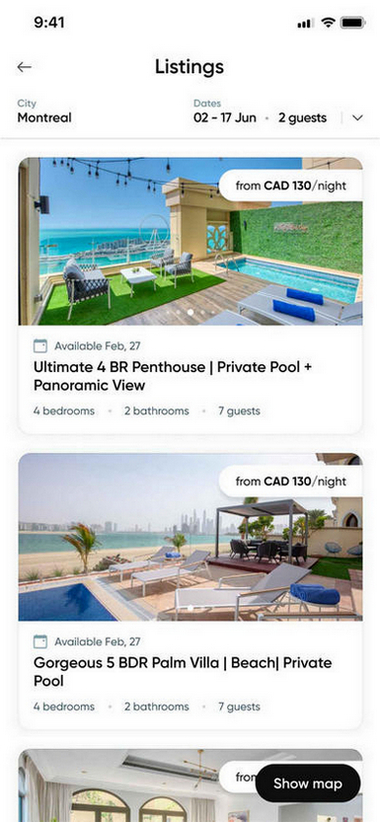 9:41
Listings
City
Montreal
Dates
02 - 17 Jun • 2 guests
from CAD 130/night
Available Feb, 27
Ultimate 4 BR Penthouse | Private Pool +
Panoramic View
4 bedrooms • 2 bathrooms • 7 guests
from CAD 130/night
Available Feb, 27
Gorgeous 5 BDR Palm Villa | Beach| Private
Pool
4 bedrooms • 2 bathrooms • 7 guests
Show map